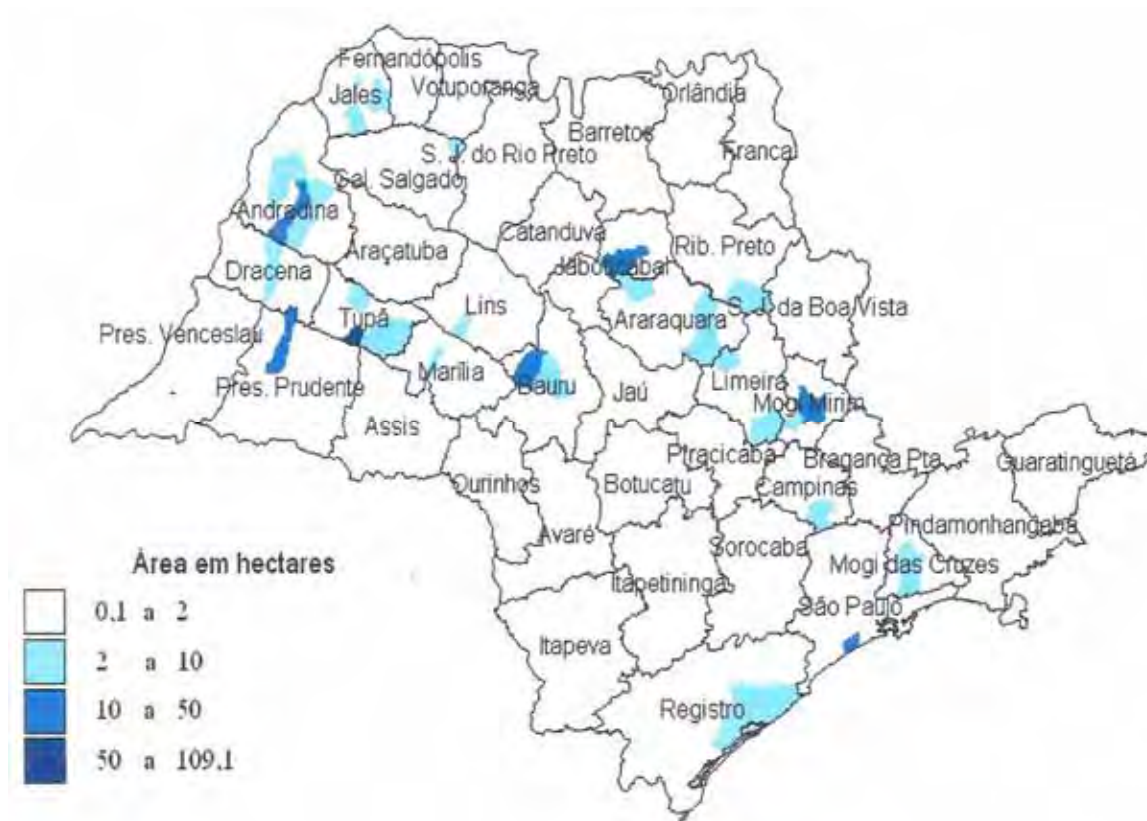 Fernandópolis
Jales
Votuporanga
Orlândia
Barretos
S. J. do Rio Preto
Franca
Gal. Salgado
Andradina
Catanduva
Rib. Preto
Araçatuba
Jaboticabal
Dracena
Lins
S. J. da Boa Vista
Araraquara
Tupã
Pres. Venceslau
Marília
Pres. Prudente
Bauru
Jaú
Limeira
Mogi Mirim
Assis
Piracicaba
Bragança Pta
Guaratinguetá
Ourinhos
Botucatu
Campinas
Pindamonhangaba
Avaré
Sorocaba
Mogi das Cruzes
Itapetininga
São Paulo
Itapeva
Registro
Área em hectares
0,1 a 2
2 a 10
10 a 50
50 a 109,1